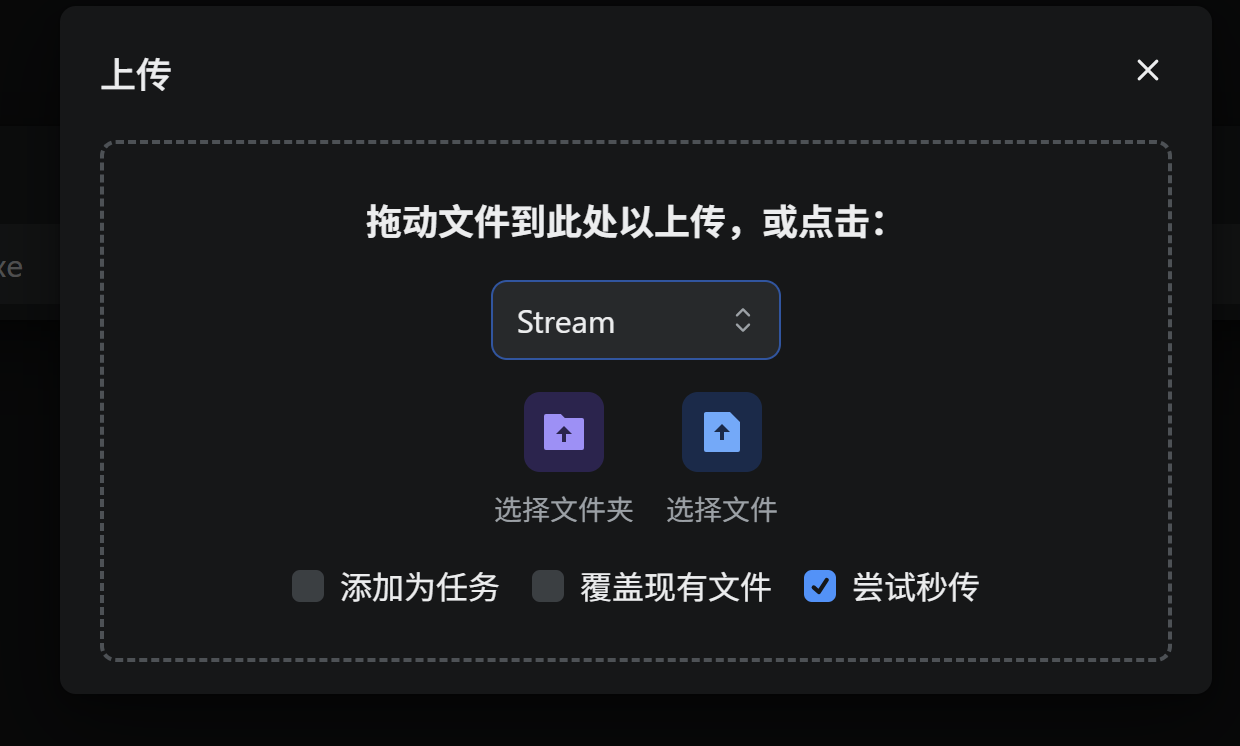 上传
拖动文件到此处以上传，或点击：
xe
Stream
选择文件夹 选择文件
添加为任务 覆盖现有文件 尝试秒传